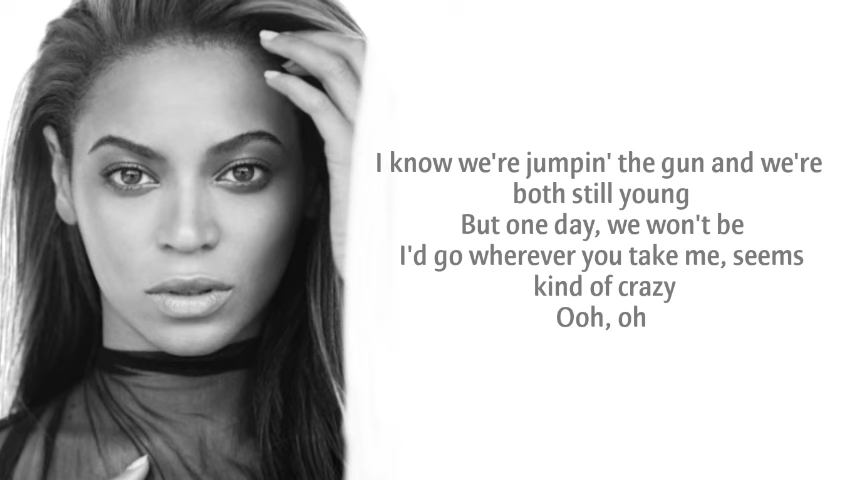 I know we're jumpin' the gun and we're
both still young
But one day, we won't be
I'd go wherever you take me, seems
kind of crazy
Ooh, oh